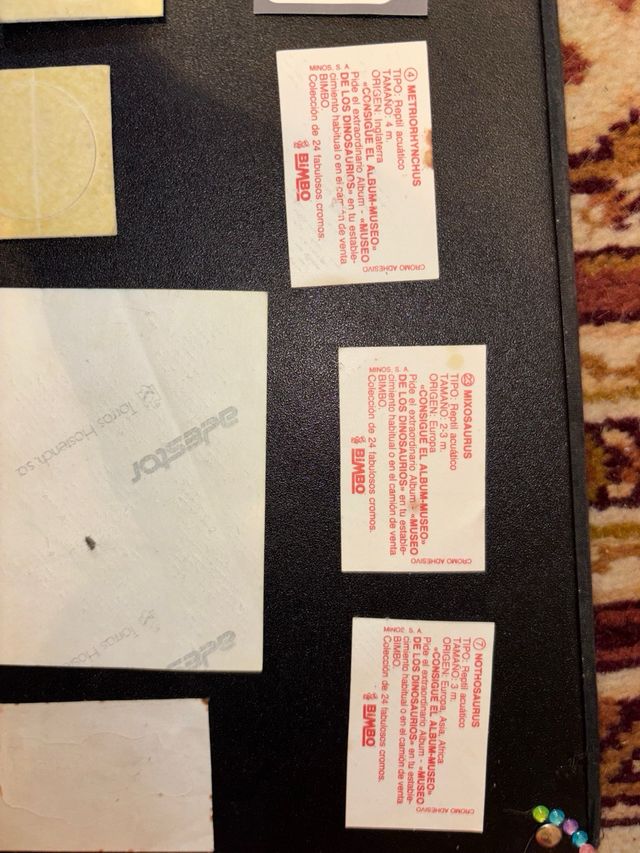 ④ METRIORHYNCHUS
TIPO: Reptil acuático
TAMAÑO: 4 m.
ORIGEN: Inglaterra
«CONSIGUE EL ALBUM-MUSEO»
Pide el extraordinario Album - «MUSEO
DE LOS DINOSAURIOS» en tu estable-
cimiento habitual o en el camión de venta
BIMBO.
Colección de 24 fabulosos cromos.
BIMBO
MINOS. S. A.
CROMO ADHESIVO
㉓ MIXOSAURUS
TIPO: Reptil acuático
TAMAÑO: 2-3 m.
ORIGEN: Europa
«CONSIGUE EL ALBUM-MUSEO»
Pide el extraordinario Album - «MUSEO
DE LOS DINOSAURIOS» en tu estable-
cimiento habitual o en el camión de venta
BIMBO.
Colección de 24 fabulosos cromos.
BIMBO
MINOS. S. A.
CROMO ADHESIVO
⑦ NOTHOSAURUS
TIPO: Reptil acuático
TAMAÑO: 3 m.
ORIGEN: Europa, Asia, Africa
«CONSIGUE EL ALBUM-MUSEO»
Pide el extraordinario Album - «MUSEO
DE LOS DINOSAURIOS» en tu estable-
cimiento habitual o en el camión de venta
BIMBO.
Colección de 24 fabulosos cromos.
BIMBO
MINOS. S. A.
CROMO ADHESIVO
adestor
Torras Hostench, s.a.
adestor
Torras